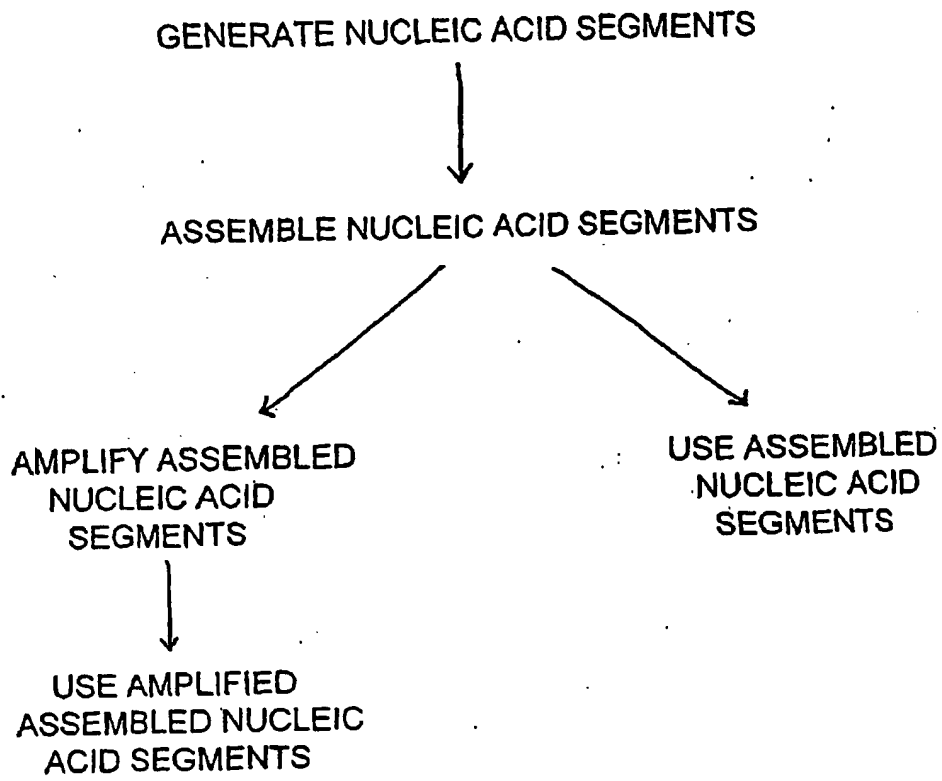 GENERATE NUCLEIC ACID SEGMENTS
ASSEMBLE NUCLEIC ACID SEGMENTS
AMPLIFY ASSEMBLED
NUCLEIC ACID
SEGMENTS
USE ASSEMBLED
NUCLEIC ACID
SEGMENTS
USE AMPLIFIED
ASSEMBLED NUCLEIC
ACID SEGMENTS